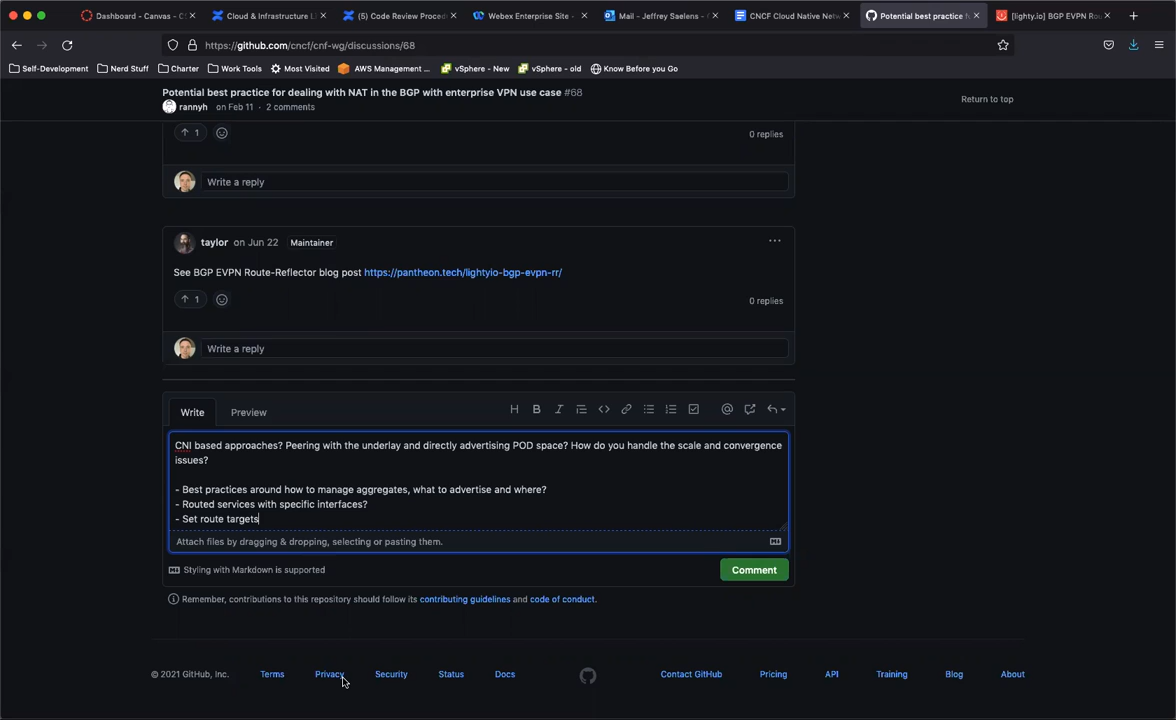 Dashboard - Canvas - CS
Cloud & Infrastructure
(5) Code Review Proced
Webex Enterprise Site -
Mail - Jeffrey Saelens - O
CNCF Cloud Native Netw
Potential best practice
[lighty.io] BGP EVPN Rou
https://github.com/cncf/cnf-wg/discussions/68
Self-Development
Nerd Stuff
Charter
Work Tools
Most Visited
AWS Management ...
vSphere - New
vSphere - old
Know Before you Go
Potential best practice for dealing with NAT in the BGP with enterprise VPN use case #68
rannyh on Feb 11 · 2 comments
Return to top
1
0 replies
Write a reply
taylor on Jun 22 Maintainer
See BGP EVPN Route-Reflector blog post https://pantheon.tech/lightyio-bgp-evpn-rr/
1
0 replies
Write a reply
Write
Preview
CNI based approaches? Peering with the underlay and directly advertising POD space? How do you handle the scale and convergence
issues?
- Best practices around how to manage aggregates, what to advertise and where?
- Routed services with specific interfaces?
- Set route targets
Attach files by dragging & dropping, selecting or pasting them.
Styling with Markdown is supported
Comment
Remember, contributions to this repository should follow its contributing guidelines and code of conduct.
© 2021 GitHub, Inc.
Terms
Privacy
Security
Status
Docs
Contact GitHub
Pricing
API
Training
Blog
About